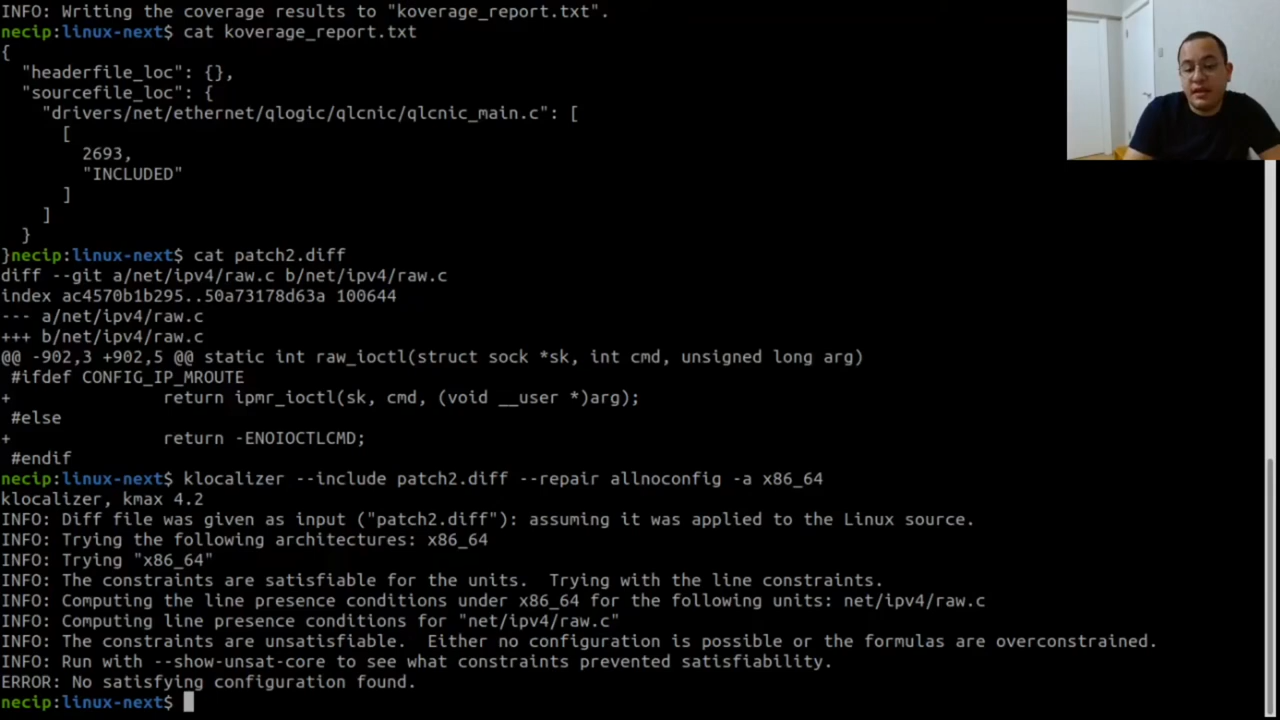 INFO: Writing the coverage results to "koverage_report.txt".
necip:linux-next$ cat koverage_report.txt
{
  "headerfile_loc": {},
  "sourcefile_loc": {
    "drivers/net/ethernet/qlogic/qlcnic/qlcnic_main.c": [
      [
        2693,
        "INCLUDED"
      ]
    ]
  }
}necip:linux-next$ cat patch2.diff
diff --git a/net/ipv4/raw.c b/net/ipv4/raw.c
index ac4570b1b295..50a73178d63a 100644
--- a/net/ipv4/raw.c
+++ b/net/ipv4/raw.c
@@ -902,3 +902,5 @@ static int raw_ioctl(struct sock *sk, int cmd, unsigned long arg)
 #ifdef CONFIG_IP_MROUTE
+               return ipmr_ioctl(sk, cmd, (void __user *)arg);
 #else
+               return -ENOIOCTLCMD;
 #endif
necip:linux-next$ klocalizer --include patch2.diff --repair allnoconfig -a x86_64
klocalizer, kmax 4.2
INFO: Diff file was given as input ("patch2.diff"): assuming it was applied to the Linux source.
INFO: Trying the following architectures: x86_64
INFO: Trying "x86_64"
INFO: The constraints are satisfiable for the units.  Trying with the line constraints.
INFO: Computing the line presence conditions under x86_64 for the following units: net/ipv4/raw.c
INFO: Computing line presence conditions for "net/ipv4/raw.c"
INFO: The constraints are unsatisfiable.  Either no configuration is possible or the formulas are overconstrained.
INFO: Run with --show-unsat-core to see what constraints prevented satisfiability.
ERROR: No satisfying configuration found.
necip:linux-next$